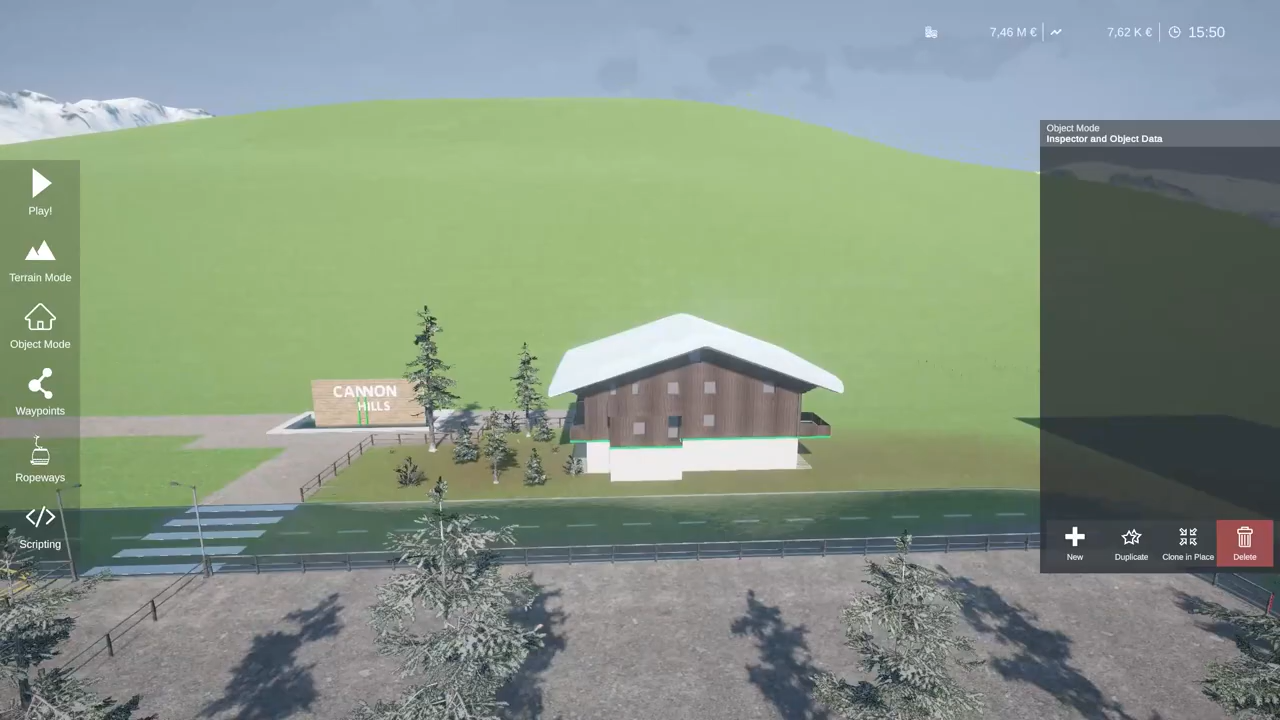 7,46 M €
7,62 K €
15:50
Object Mode
Inspector and Object Data
Play!
Terrain Mode
Object Mode
Waypoints
Ropeways
Scripting
CANNON
HILLS
New
Duplicate
Clone in Place
Delete